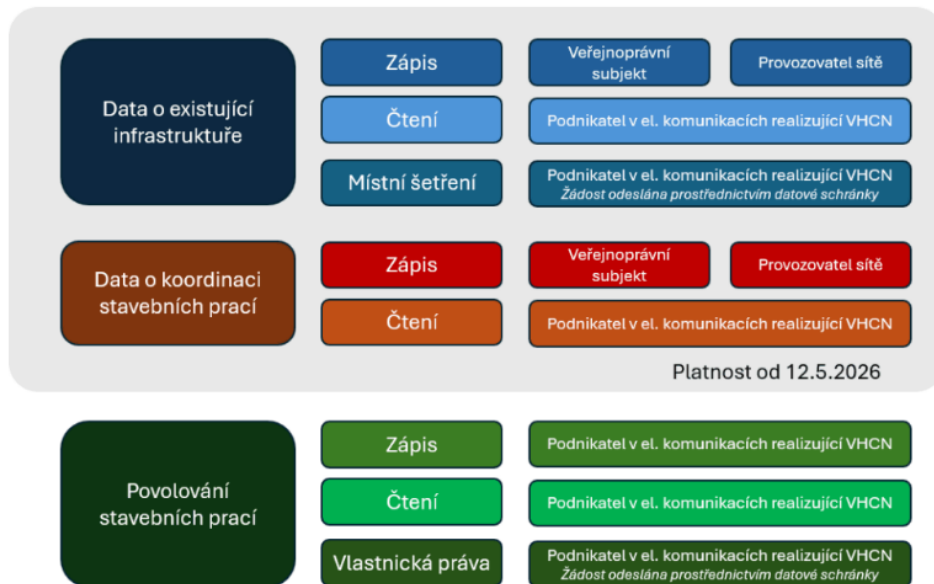 Data o existující
infrastruktuře
Zápis
Veřejnoprávní
subjekt
Provozovatel sítě
Čtení
Podnikatel v el. komunikacích realizující VHCN
Místní šetření
Podnikatel v el. komunikacích realizující VHCN
Žádost odeslána prostřednictvím datové schránky
Data o koordinaci
stavebních prací
Zápis
Veřejnoprávní
subjekt
Provozovatel sítě
Čtení
Podnikatel v el. komunikacích realizující VHCN
Platnost od 12.5.2026
Povolování
stavebních prací
Zápis
Podnikatel v el. komunikacích realizující VHCN
Čtení
Podnikatel v el. komunikacích realizující VHCN
Vlastnická práva
Podnikatel v el. komunikacích realizující VHCN
Žádost odeslána prostřednictvím datové schránky